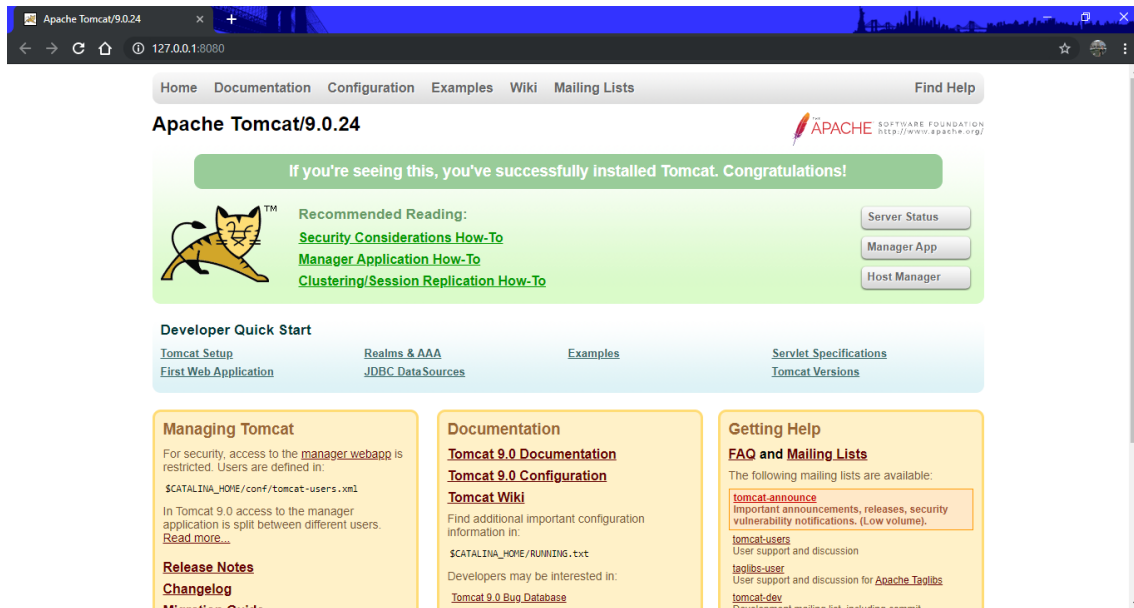 Apache Tomcat/9.0.24
127.0.0.1:8080
Home Documentation Configuration Examples Wiki Mailing Lists Find Help
Apache Tomcat/9.0.24
THE
APACHE SOFTWARE FOUNDATION
http://www.apache.org/
If you're seeing this, you've successfully installed Tomcat. Congratulations!
TM
Recommended Reading:
Security Considerations How-To
Manager Application How-To
Clustering/Session Replication How-To
Server Status
Manager App
Host Manager
Developer Quick Start
Tomcat Setup
First Web Application
Realms & AAA
JDBC DataSources
Examples
Servlet Specifications
Tomcat Versions
Managing Tomcat
For security, access to the manager webapp is
restricted. Users are defined in:
$CATALINA_HOME/conf/tomcat-users.xml
In Tomcat 9.0 access to the manager
application is split between different users.
Read more...
Release Notes
Changelog
Migration Guide
Documentation
Tomcat 9.0 Documentation
Tomcat 9.0 Configuration
Tomcat Wiki
Find additional important configuration
information in:
$CATALINA_HOME/RUNNING.txt
Developers may be interested in:
Tomcat 9.0 Bug Database
Getting Help
FAQ and Mailing Lists
The following mailing lists are available:
tomcat-announce
Important announcements, releases, security
vulnerability notifications. (Low volume).
tomcat-users
User support and discussion
taglibs-user
User support and discussion for Apache Taglibs
tomcat-dev
Development mailing list, including commit